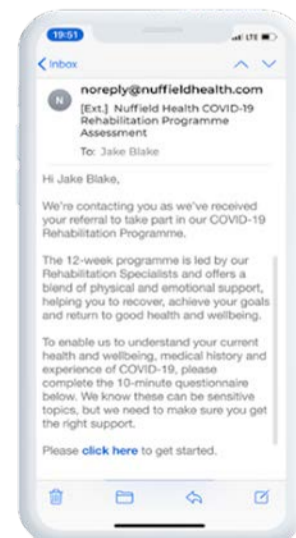 19:51
LTE
Inbox
N
noreply@nuffieldhealth.com
[Ext.] Nuffield Health COVID-19
Rehabilitation Programme
Assessment
To: Jake Blake
Hi Jake Blake,
We're contacting you as we've received
your referral to take part in our COVID-19
Rehabilitation Programme.
The 12-week programme is led by our
Rehabilitation Specialists and offers a
blend of physical and emotional support,
helping you to recover, achieve your goals
and return to good health and wellbeing.
To enable us to understand your current
health and wellbeing, medical history and
experience of COVID-19, please
complete the 10-minute questionnaire
below. We know these can be sensitive
topics, but we need to make sure you get
the right support.
Please click here to get started.